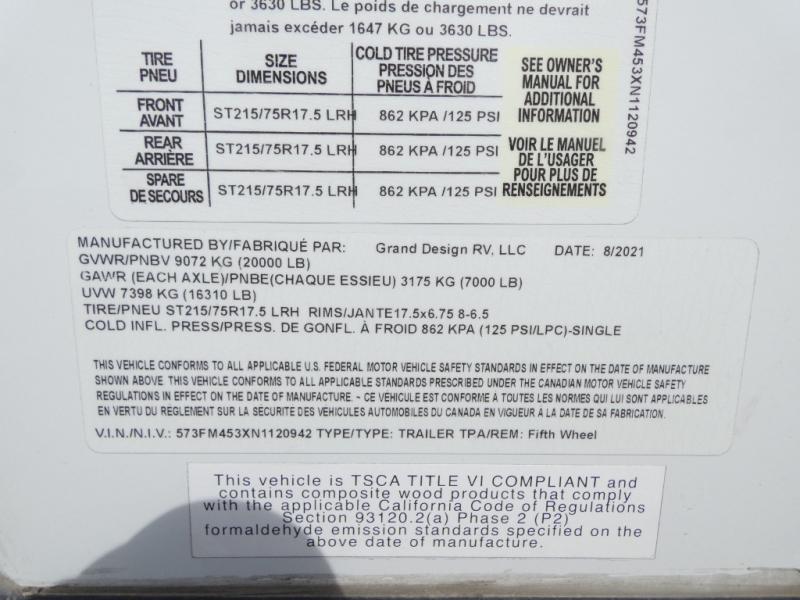 or 3630 LBS. Le poids de chargement ne devrait
jamais excéder 1647 KG ou 3630 LBS.
TIRE
PNEU
SIZE
DIMENSIONS
COLD TIRE PRESSURE
PRESSION DES
PNEUS À FROID
SEE OWNER'S
MANUAL FOR
ADDITIONAL
INFORMATION
FRONT
AVANT
ST215/75R17.5 LRH
862 KPA /125 PSI
REAR
ARRIÈRE
ST215/75R17.5 LRH
862 KPA /125 PSI
VOIR LE MANUEL
DE L'USAGER
POUR PLUS DE
RENSEIGNEMENTS
SPARE
DE SECOURS
ST215/75R17.5 LRH
862 KPA /125 PSI
573FM453XN1120942
MANUFACTURED BY/FABRIQUÉ PAR: Grand Design RV, LLC DATE: 8/2021
GVWR/PNBV 9072 KG (20000 LB)
GAWR (EACH AXLE)/PNBE(CHAQUE ESSIEU) 3175 KG (7000 LB)
UVW 7398 KG (16310 LB)
TIRE/PNEU ST215/75R17.5 LRH RIMS/JANTE17.5x6.75 8-6.5
COLD INFL. PRESS/PRESS. DE GONFL. À FROID 862 KPA (125 PSI/LPC)-SINGLE
THIS VEHICLE CONFORMS TO ALL APPLICABLE U.S. FEDERAL MOTOR VEHICLE SAFETY STANDARDS IN EFFECT ON THE DATE OF MANUFACTURE
SHOWN ABOVE THIS VEHICLE CONFORMS TO ALL APPLICABLE STANDARDS PRESCRIBED UNDER THE CANADIAN MOTOR VEHICLE SAFETY
REGULATIONS IN EFFECT ON THE DATE OF MANUFACTURE. ~ CE VÉHICULE EST CONFORME À TOUTES LES NORMES QUI LUI SONT APPLICABLES
EN VERTU DU RÈGLEMENT SUR LA SÉCURITE DES VÉHICULES AUTOMOBILES DU CANADA EN VIGUEUR À LA DATE DE SA FABRICATION.
V.I.N./N.I.V.: 573FM453XN1120942 TYPE/TYPE: TRAILER TPA/REM: Fifth Wheel
This vehicle is TSCA TITLE VI COMPLIANT and
contains composite wood products that comply
with the applicable California Code of Regulations
Section 93120.2(a) Phase 2 (P2)
formaldehyde emission standards specified on the
above date of manufacture.